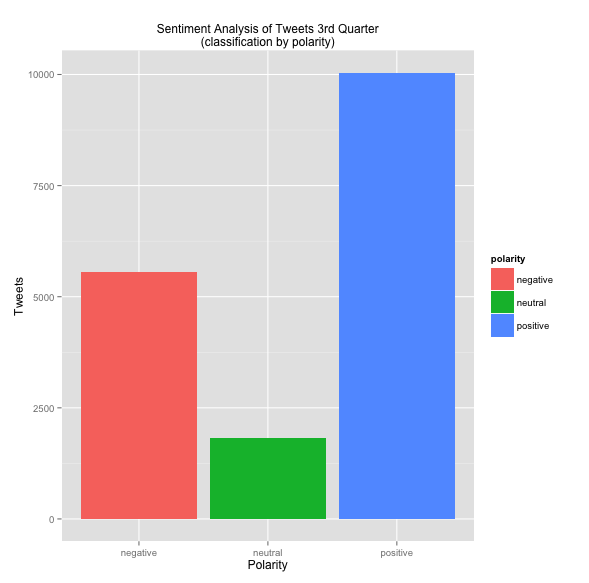 Sentiment Analysis of Tweets 3rd Quarter
(classification by polarity)
Tweets
10000
7500
5000
2500
0
negative neutral positive
Polarity
polarity
negative
neutral
positive